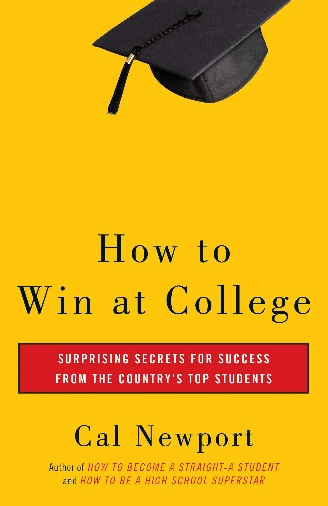 How to
Win at College
SURPRISING SECRETS FOR SUCCESS
FROM THE COUNTRY'S TOP STUDENTS
Cal Newport
Author of HOW TO BECOME A STRAIGHT-A STUDENT
and HOW TO BE A HIGH SCHOOL SUPERSTAR